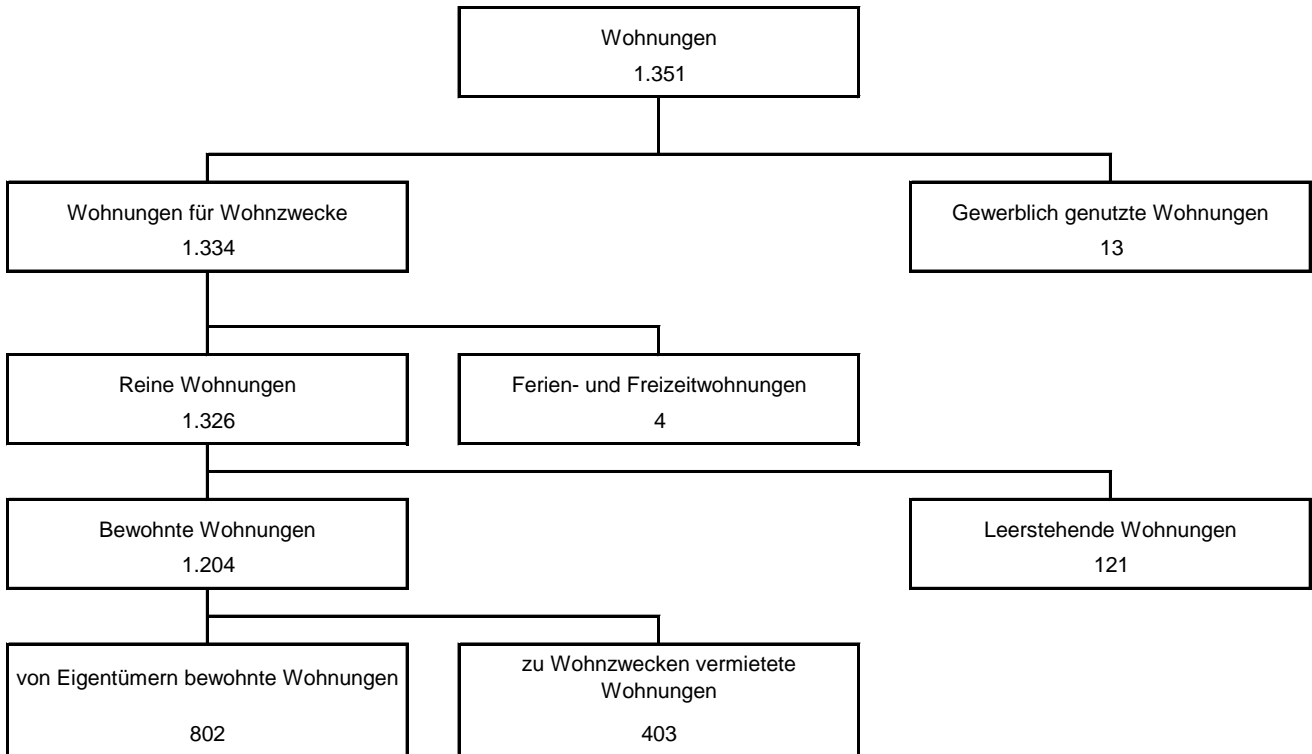 Wohnungen
1.351
Wohnungen für Wohnzwecke
1.334
Gewerblich genutzte Wohnungen
13
Reine Wohnungen
1.326
Ferien- und Freizeitwohnungen
4
Bewohnte Wohnungen
1.204
Leerstehende Wohnungen
121
von Eigentümern bewohnte Wohnungen
802
zu Wohnzwecken vermietete
Wohnungen
403